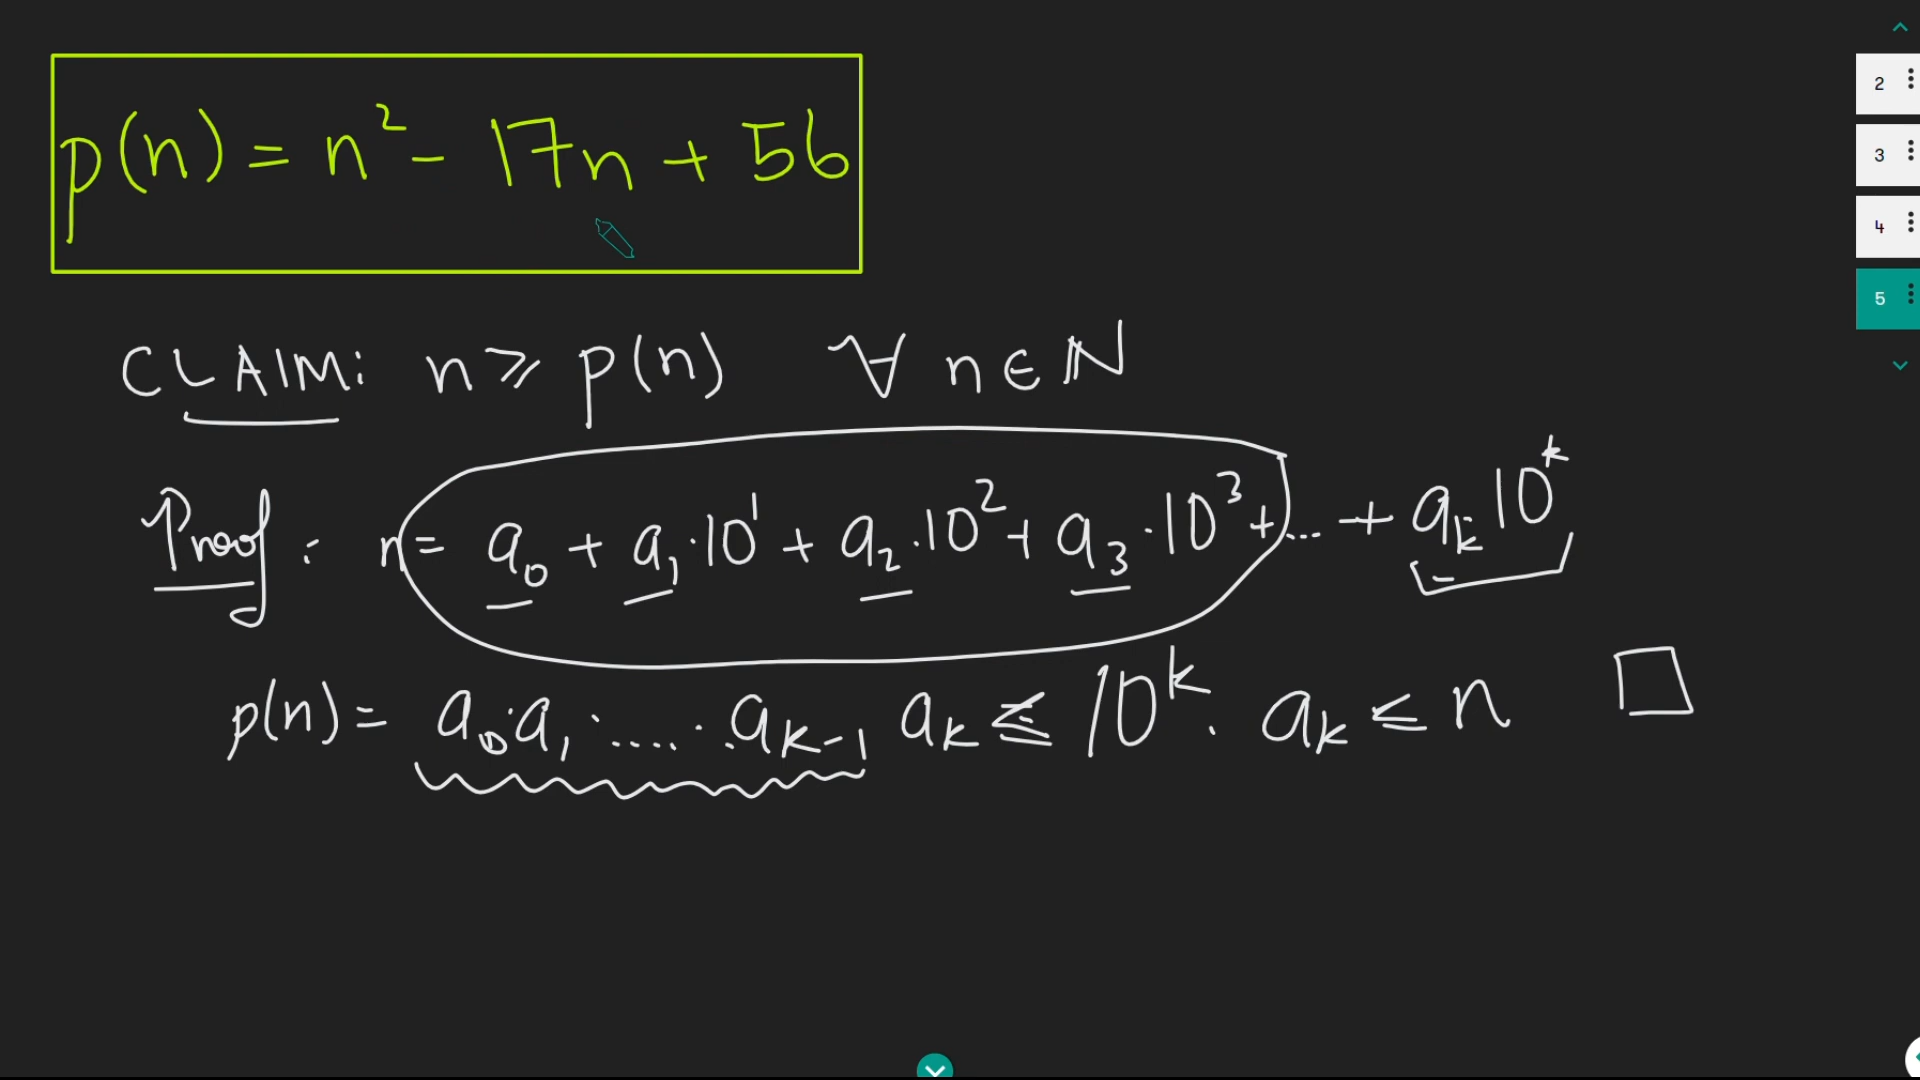 p(n) = n² - 17n + 56
CLAIM: n ≥ p(n) ∀ n ∈ ℕ
Proof: n = a₀ + a₁·10¹ + a₂·10² + a₃·10³ + ... + aₖ10ᵏ
p(n) = a₀·a₁·.....·aₖ₋₁ aₖ ≤ 10ᵏ·aₖ ≤ n □
2
3
4
5